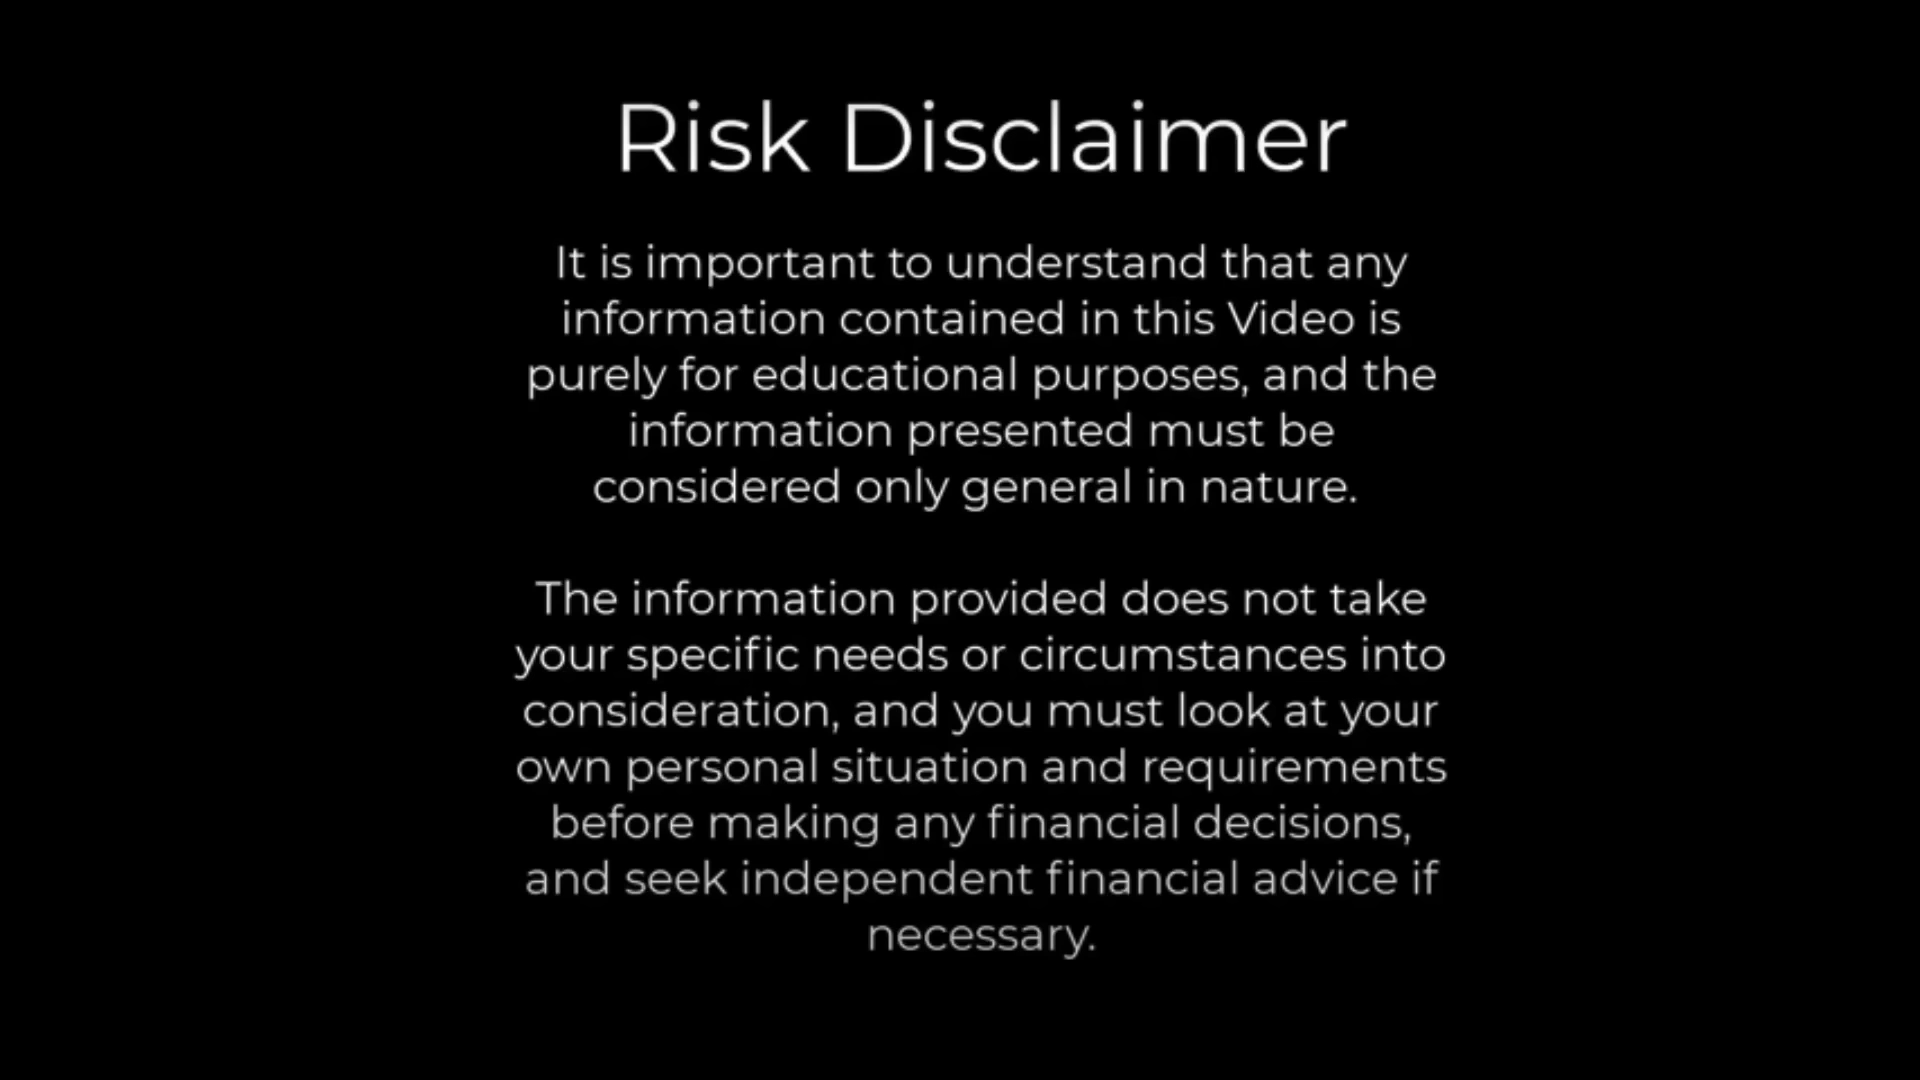 Risk Disclaimer
It is important to understand that any
information contained in this Video is
purely for educational purposes, and the
information presented must be
considered only general in nature.
The information provided does not take
your specific needs or circumstances into
consideration, and you must look at your
own personal situation and requirements
before making any financial decisions,
and seek independent financial advice if
necessary.